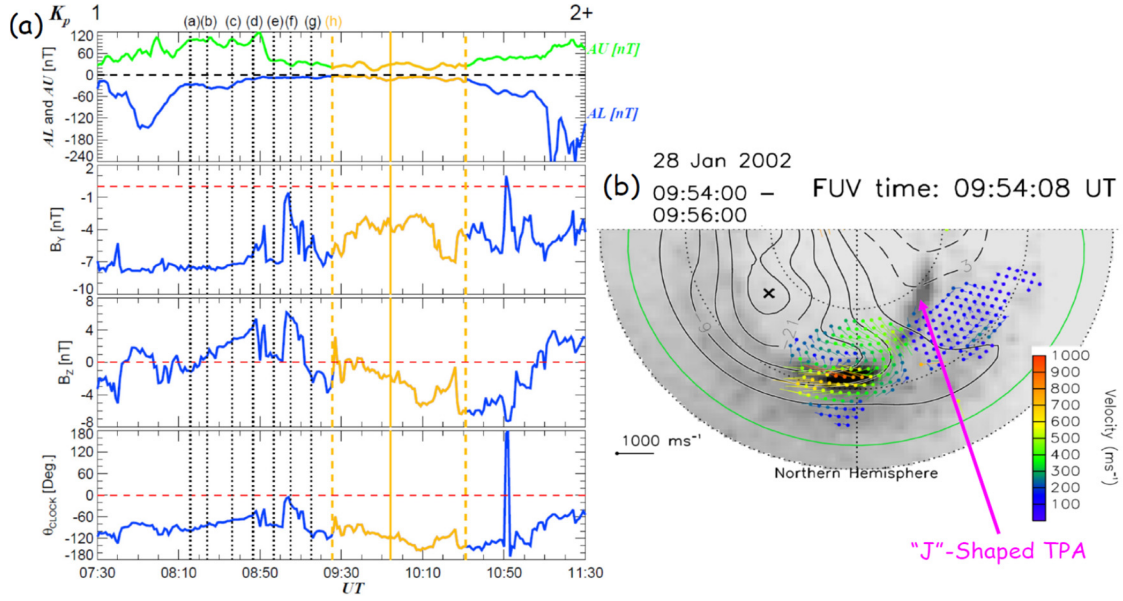 (a)
Kp 1 2+
(a) (b) (c) (d) (e) (f) (g) (h)
AL and AU [nT]
120
60
0
-60
-120
-180
-240
AU [nT]
AL [nT]
BY [nT]
2
-1
-4
-7
-10
BZ [nT]
8
4
0
-4
-8
θCLOCK [Deg.]
180
120
60
0
-60
-120
-180
07:30 08:10 08:50 09:30 10:10 10:50 11:30
UT
(b)
28 Jan 2002
09:54:00 –
09:56:00
FUV time: 09:54:08 UT
3
-21
1000 ms⁻¹
Northern Hemisphere
1000
900
800
700
600
500
400
300
200
100
Velocity (ms⁻¹)
"J"-Shaped TPA